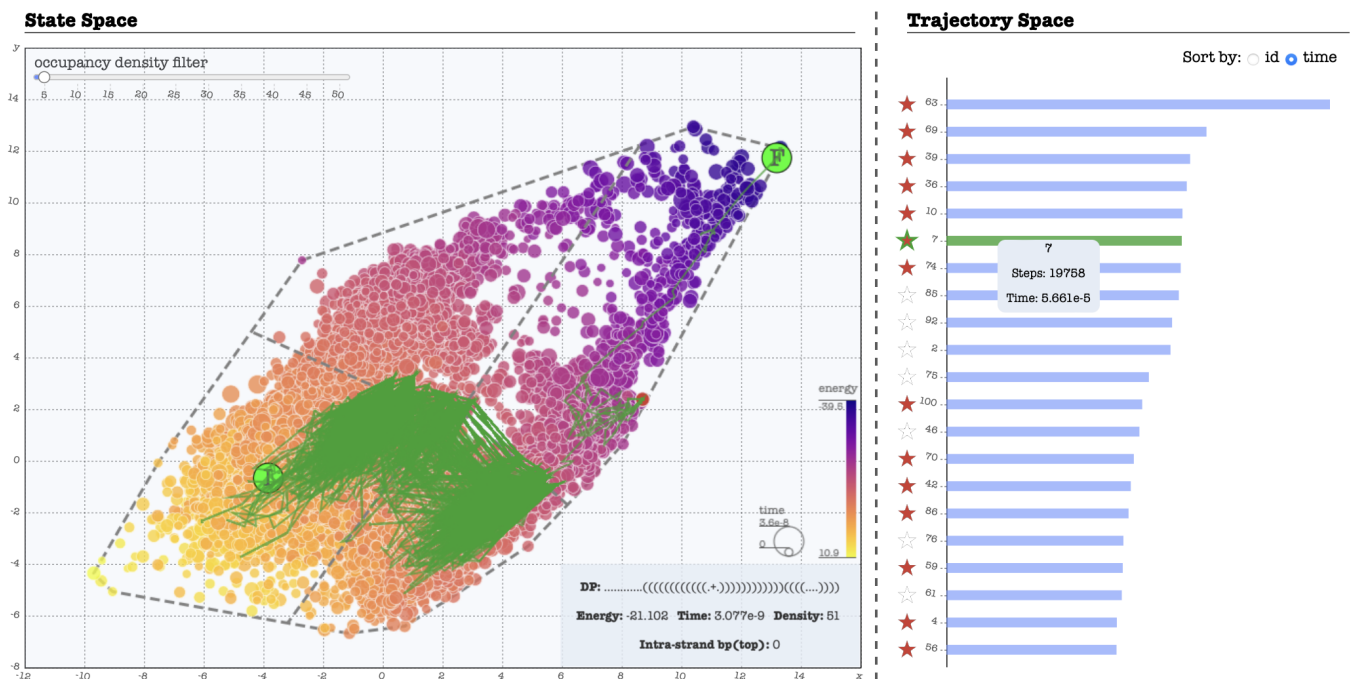 State Space
y
occupancy density filter
5 10 15 20 25 30 35 40 45 50
14
12
10
8
6
4
2
0
-2
-4
-6
-8
-12 -10 -8 -6 -4 -2 0 2 4 6 8 10 12 14 x
F
I
energy
-39.5
10.9
time
3.6e-8
0
DP: ............((((((((((((.+.))))))))))))((((....))))
Energy: -21.102 Time: 3.077e-9 Density: 51
Intra-strand bp(top): 0
Trajectory Space
Sort by: id time
63
69
39
36
10
7
74
85
92
2
75
100
46
70
42
86
76
59
61
4
56
7
Steps: 19758
Time: 5.661e-5